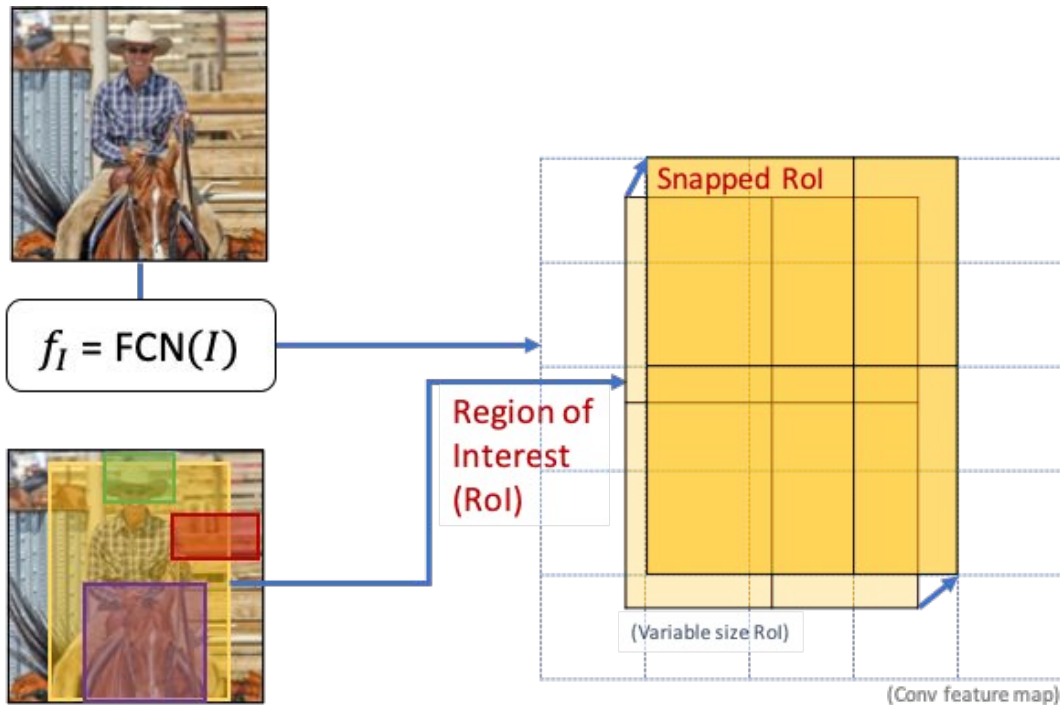 Snapped RoI
f_I = FCN(I)
Region of
Interest
(RoI)
(Variable size RoI)
(Conv feature map)